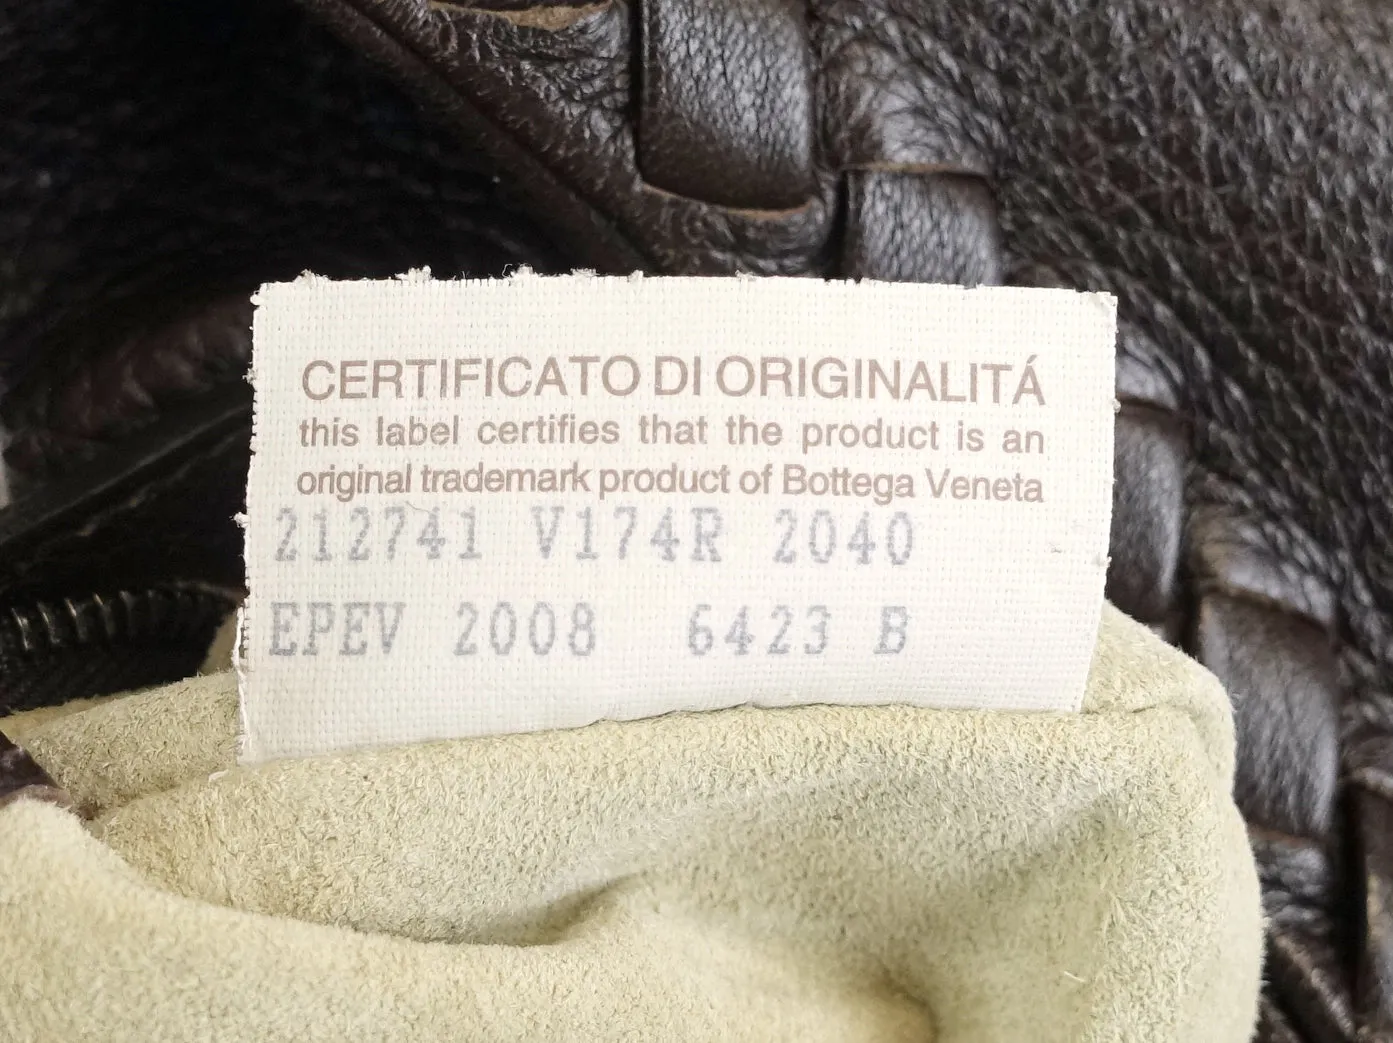 CERTIFICATO DI ORIGINALITÁ
this label certifies that the product is an
original trademark product of Bottega Veneta
212741 V174R 2040
EPEV 2008 6423 B